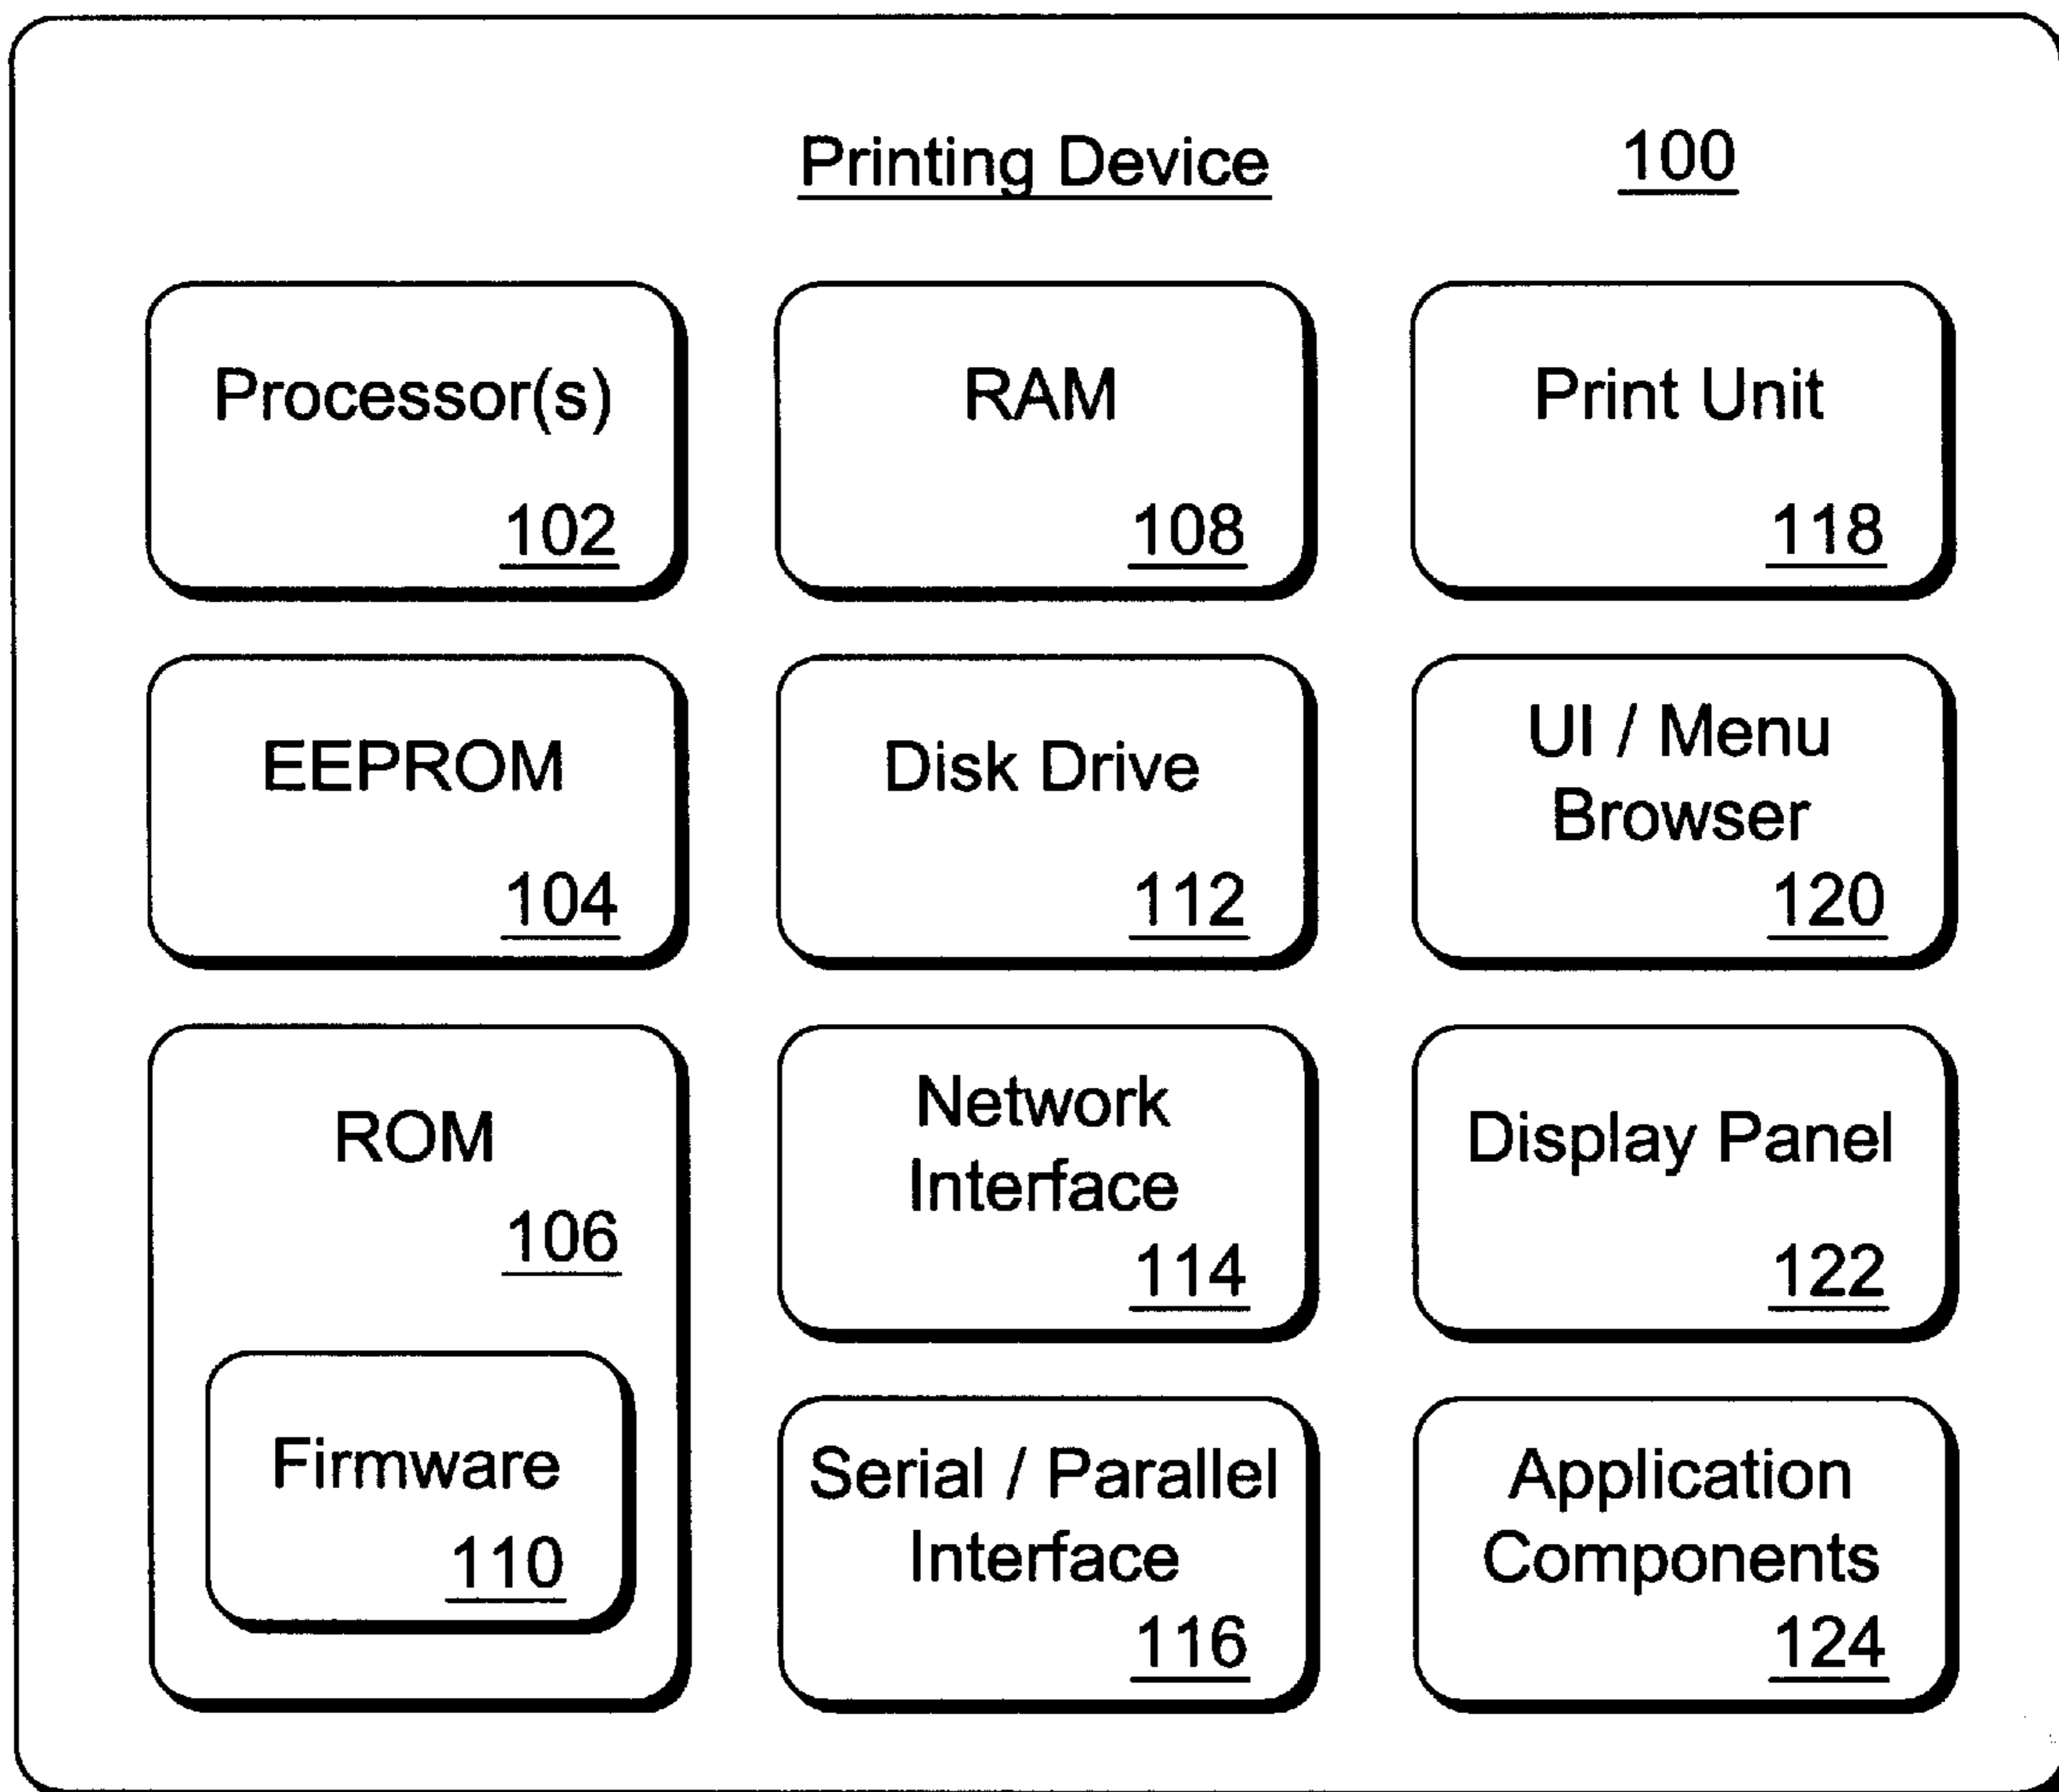 Printing Device 100
Processor(s)
102
RAM
108
Print Unit
118
EEPROM
104
Disk Drive
112
UI / Menu
Browser
120
ROM
106
Firmware
110
Network
Interface
114
Display Panel
122
Serial / Parallel
Interface
116
Application
Components
124